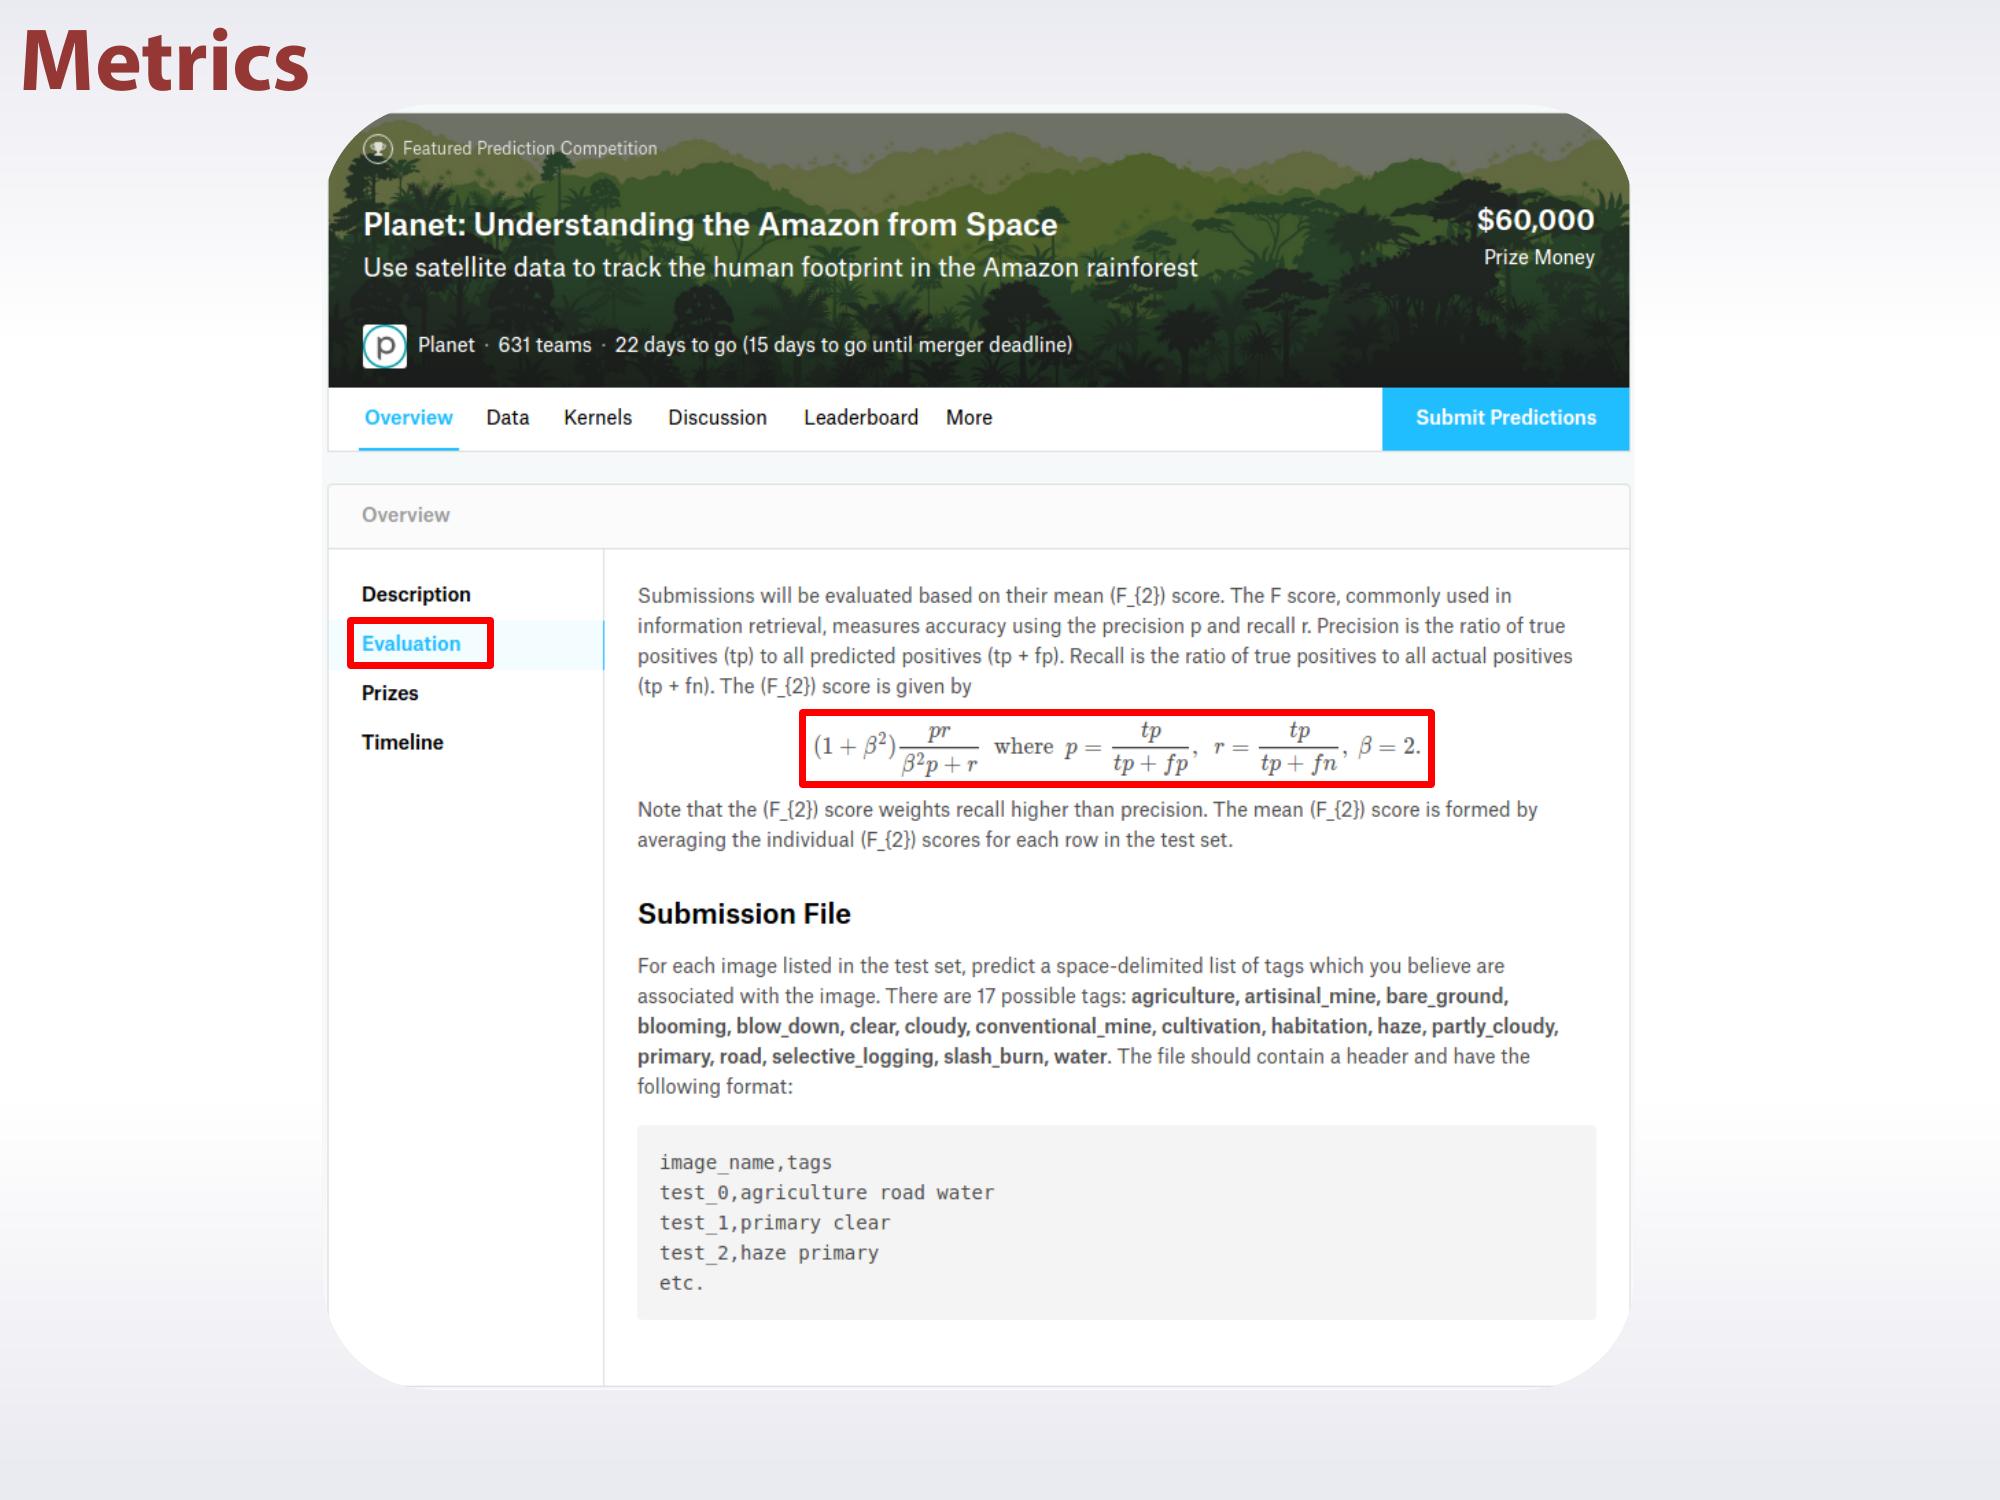 Metrics
Featured Prediction Competition
Planet: Understanding the Amazon from Space
$60,000
Use satellite data to track the human footprint in the Amazon rainforest
Prize Money
p Planet · 631 teams · 22 days to go (15 days to go until merger deadline)
Overview Data Kernels Discussion Leaderboard More Submit Predictions
Overview
Description
Evaluation
Prizes
Timeline
Submissions will be evaluated based on their mean (F_{2}) score. The F score, commonly used in
information retrieval, measures accuracy using the precision p and recall r. Precision is the ratio of true
positives (tp) to all predicted positives (tp + fp). Recall is the ratio of true positives to all actual positives
(tp + fn). The (F_{2}) score is given by
(1 + β²) pr / (β²p + r) where p = tp / (tp + fp), r = tp / (tp + fn), β = 2.
Note that the (F_{2}) score weights recall higher than precision. The mean (F_{2}) score is formed by
averaging the individual (F_{2}) scores for each row in the test set.
Submission File
For each image listed in the test set, predict a space-delimited list of tags which you believe are
associated with the image. There are 17 possible tags: agriculture, artisinal_mine, bare_ground,
blooming, blow_down, clear, cloudy, conventional_mine, cultivation, habitation, haze, partly_cloudy,
primary, road, selective_logging, slash_burn, water. The file should contain a header and have the
following format:
image_name,tags
test_0,agriculture road water
test_1,primary clear
test_2,haze primary
etc.